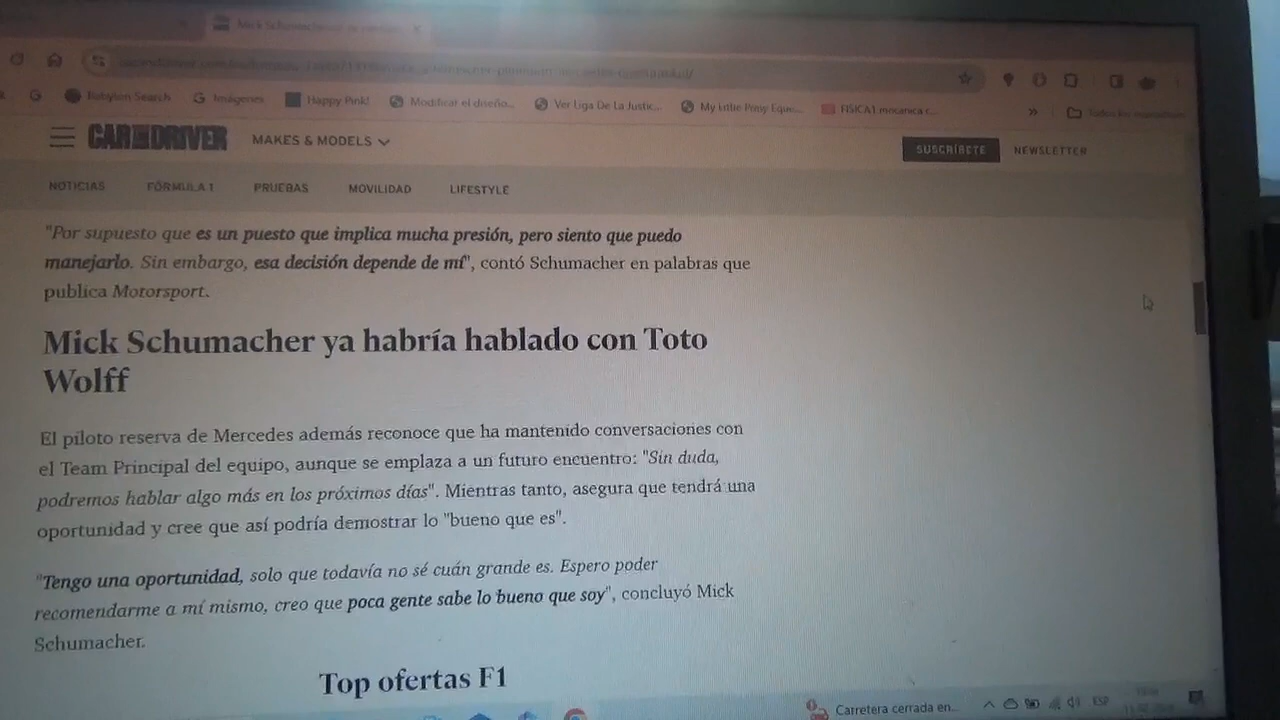 Mick Schumacher
G
Babylon Search
Imágenes
Happy Pink!
Modificar el diseño...
Ver Liga De La Justic...
My Little Pony Eque...
FISICA1 mecanica c...
»
CAR AND DRIVER
MAKES & MODELS
SUSCRÍBETE
NEWSLETTER
NOTICIAS
FÓRMULA 1
PRUEBAS
MOVILIDAD
LIFESTYLE
"Por supuesto que es un puesto que implica mucha presión, pero siento que puedo
manejarlo. Sin embargo, esa decisión depende de mí", contó Schumacher en palabras que
publica Motorsport.
Mick Schumacher ya habría hablado con Toto
Wolff
El piloto reserva de Mercedes además reconoce que ha mantenido conversaciones con
el Team Principal del equipo, aunque se emplaza a un futuro encuentro: "Sin duda,
podremos hablar algo más en los próximos días". Mientras tanto, asegura que tendrá una
oportunidad y cree que así podría demostrar lo "bueno que es".
"Tengo una oportunidad, solo que todavía no sé cuán grande es. Espero poder
recomendarme a mí mismo, creo que poca gente sabe lo bueno que soy", concluyó Mick
Schumacher.
Top ofertas F1
Carretera cerrada en...
ESP